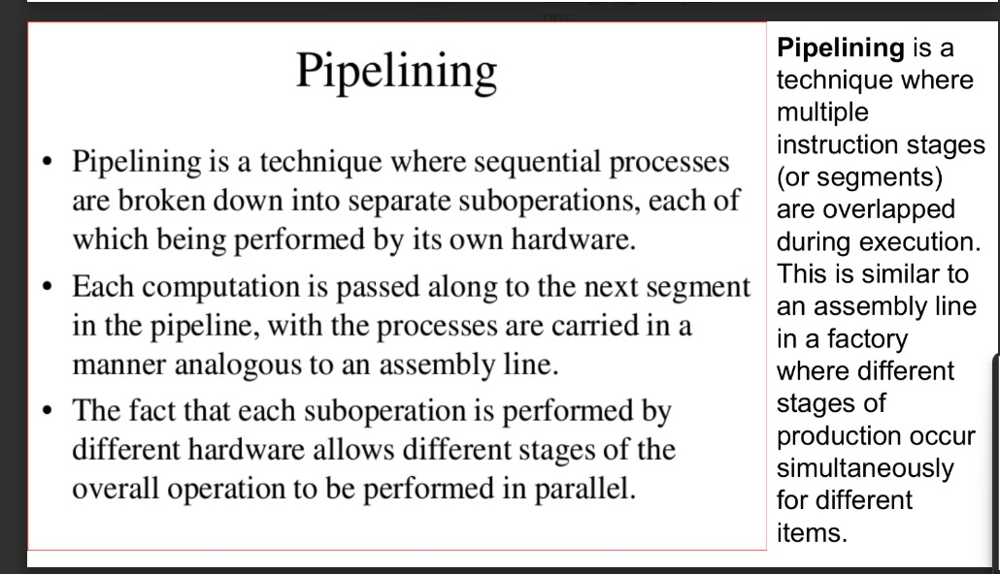 Pipelining
• Pipelining is a technique where sequential processes
are broken down into separate suboperations, each of
which being performed by its own hardware.
• Each computation is passed along to the next segment
in the pipeline, with the processes are carried in a
manner analogous to an assembly line.
• The fact that each suboperation is performed by
different hardware allows different stages of the
overall operation to be performed in parallel.
Pipelining is a
technique where
multiple
instruction stages
(or segments)
are overlapped
during execution.
This is similar to
an assembly line
in a factory
where different
stages of
production occur
simultaneously
for different
items.